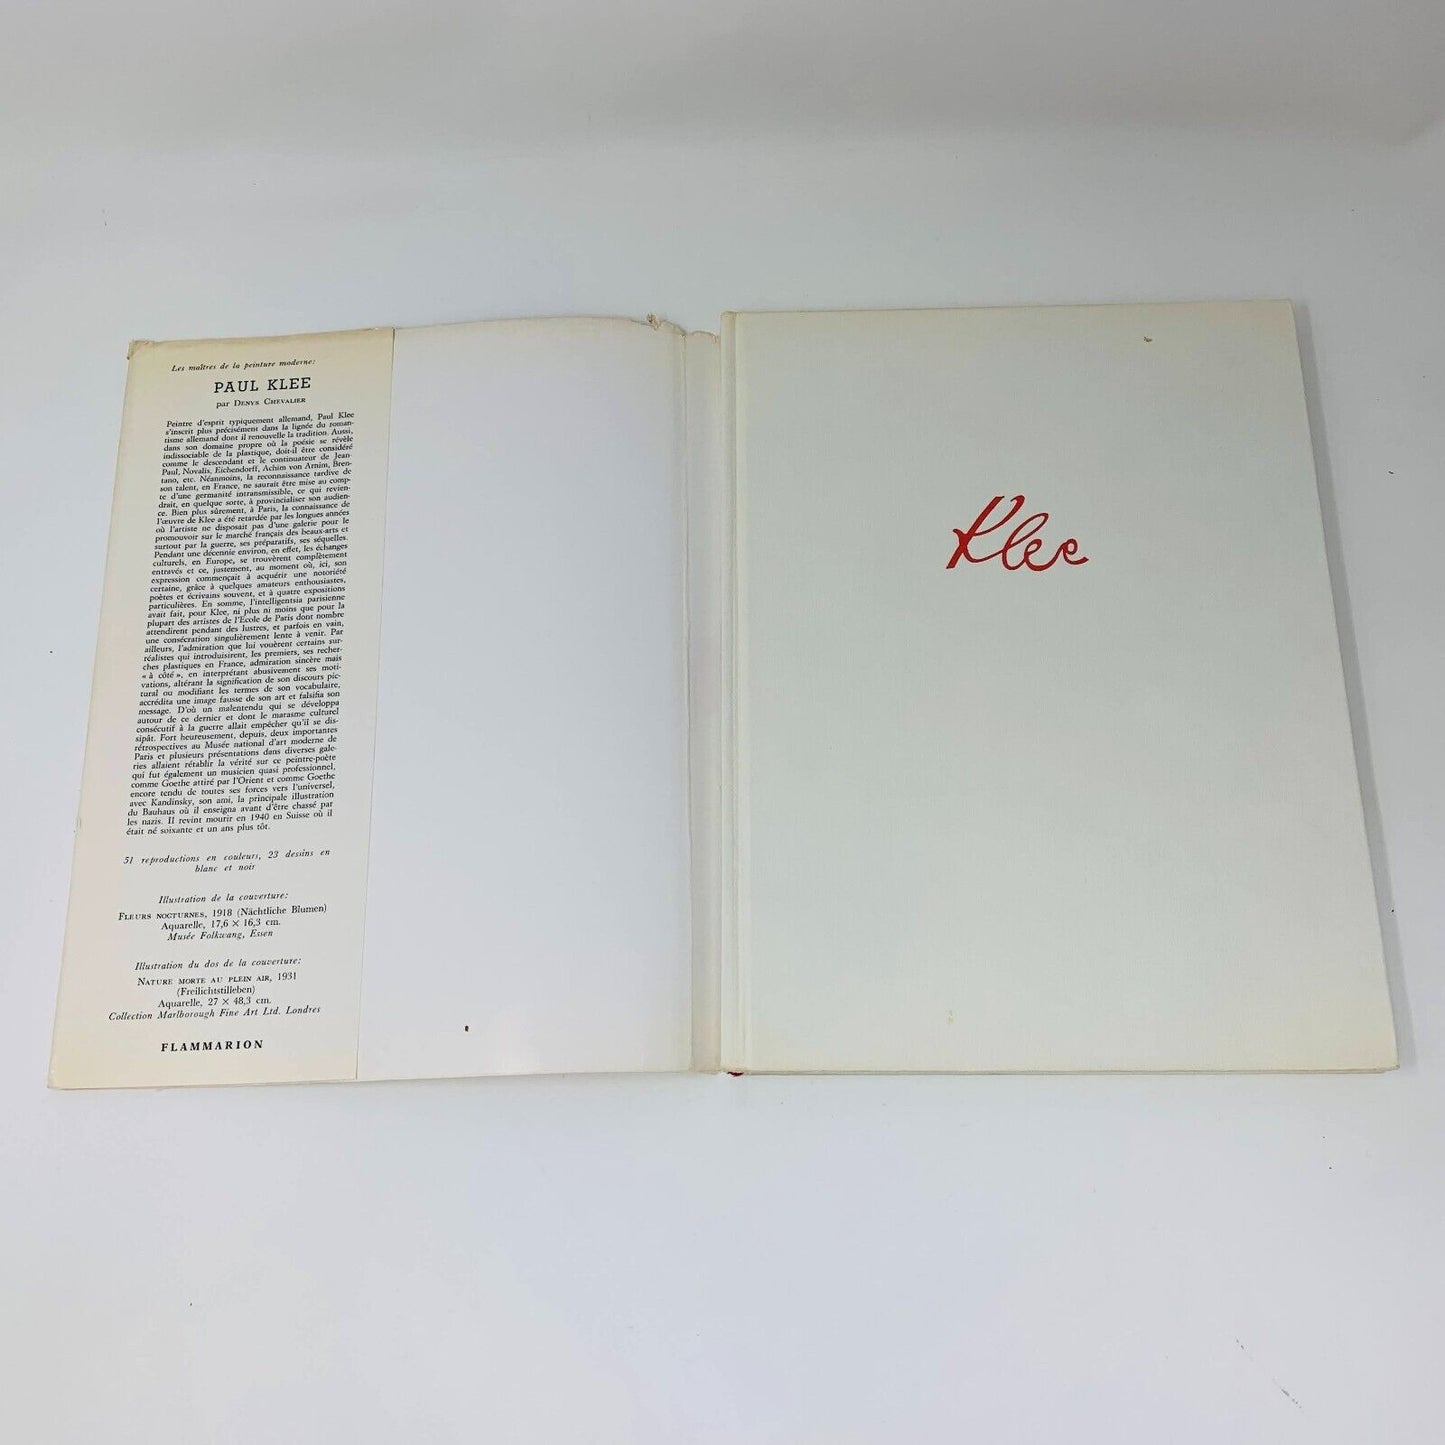 Les maîtres de la peinture moderne:
PAUL KLEE
par DENYS CHEVALIER
Peintre d'esprit typiquement allemand, Paul Klee
s'inscrit plus précisément dans la lignée du roman-
tisme allemand dont il renouvelle la tradition. Aussi,
dans son domaine propre où la poésie se révèle
indissociable de la plastique, doit-il être considéré
comme le descendant et le continuateur de Jean-
Paul, Novalis, Eichendorff, Achim von Arnim, Bren-
tano, etc. Néanmoins, la reconnaissance tardive de
son talent, en France, ne saurait être mise au comp-
te d'une germanité intransmissible, ce qui revien-
drait, en quelque sorte, à provincialiser son audien-
ce. Bien plus sûrement, à Paris, la connaissance de
l'œuvre de Klee a été retardée par les longues années
où l'artiste ne disposait pas d'une galerie pour le
promouvoir sur le marché français des beaux-arts et
surtout par la guerre, ses préparatifs, ses séquelles.
Pendant une décennie environ, en effet, les échanges
culturels, en Europe, se trouvèrent complètement
entravés et ce, justement, au moment où, ici, son
expression commençait à acquérir une notoriété
certaine, grâce à quelques amateurs enthousiastes,
poètes et écrivains souvent, et à quatre expositions
particulières. En somme, l'intelligentsia parisienne
avait fait, pour Klee, ni plus ni moins que pour la
plupart des artistes de l'Ecole de Paris dont nombre
attendirent pendant des lustres, et parfois en vain,
une consécration singulièrement lente à venir. Par
ailleurs, l'admiration que lui vouèrent certains sur-
réalistes qui introduisirent, les premiers, ses recher-
ches plastiques en France, admiration sincère mais
« à côté », en interprétant abusivement ses moti-
vations, altérant la signification de son discours pic-
tural ou modifiant les termes de son vocabulaire,
accrédita une image fausse de son art et falsifia son
message. D'où un malentendu qui se développa
autour de ce dernier et dont le marasme culturel
consécutif à la guerre allait empêcher qu'il se dis-
sipât. Fort heureusement, depuis, deux importantes
rétrospectives au Musée national d'art moderne de
Paris et plusieurs présentations dans diverses gale-
ries allaient rétablir la vérité sur ce peintre-poète
qui fut également un musicien quasi professionnel,
comme Goethe attiré par l'Orient et comme Goethe
encore tendu de toutes ses forces vers l'universel,
avec Kandinsky, son ami, la principale illustration
du Bauhaus où il enseigna avant d'être chassé par
les nazis. Il revint mourir en 1940 en Suisse où il
était né soixante et un ans plus tôt.
51 reproductions en couleurs, 23 dessins en
blanc et noir
Illustration de la couverture:
FLEURS NOCTURNES, 1918 (Nächtliche Blumen)
Aquarelle, 17,6 × 16,3 cm.
Musée Folkwang, Essen
Illustration du dos de la couverture:
NATURE MORTE AU PLEIN AIR, 1931
(Freilichtstilleben)
Aquarelle, 27 × 48,3 cm.
Collection Marlborough Fine Art Ltd. Londres
FLAMMARION
Klee